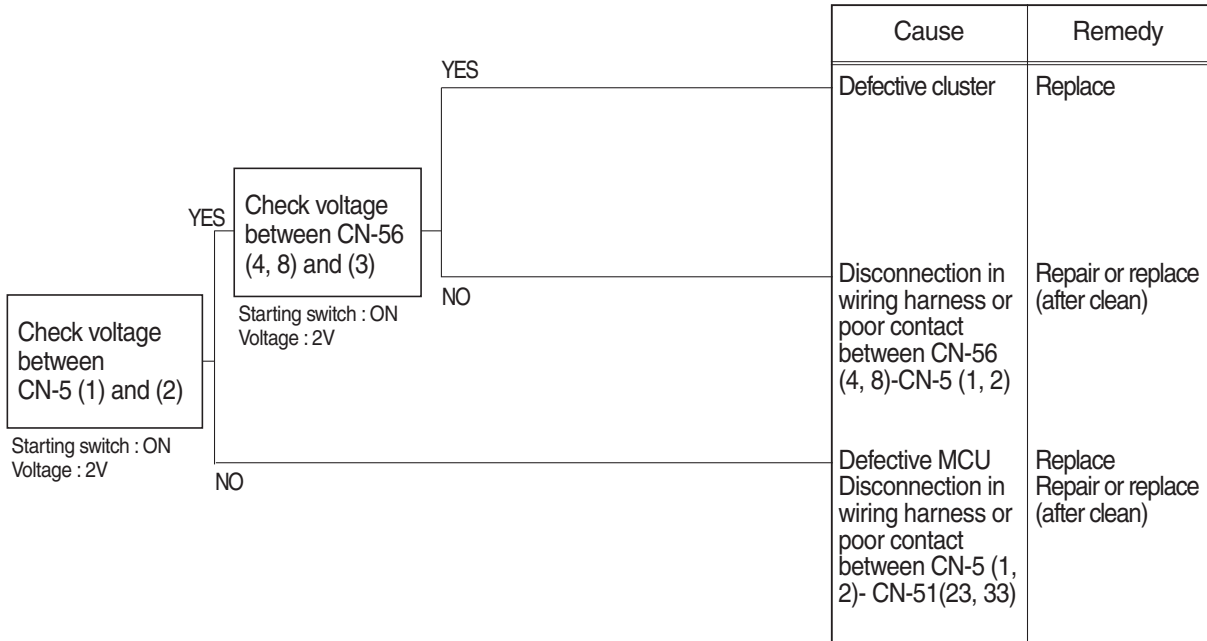 Cause
Remedy
YES
Defective cluster
Replace
YES
Check voltage
between CN-56
(4, 8) and (3)
Starting switch : ON
Voltage : 2V
NO
Disconnection in
wiring harness or
poor contact
between CN-56
(4, 8)-CN-5 (1, 2)
Repair or replace
(after clean)
Check voltage
between
CN-5 (1) and (2)
Starting switch : ON
Voltage : 2V
NO
Defective MCU
Disconnection in
wiring harness or
poor contact
between CN-5 (1,
2)- CN-51(23, 33)
Replace
Repair or replace
(after clean)